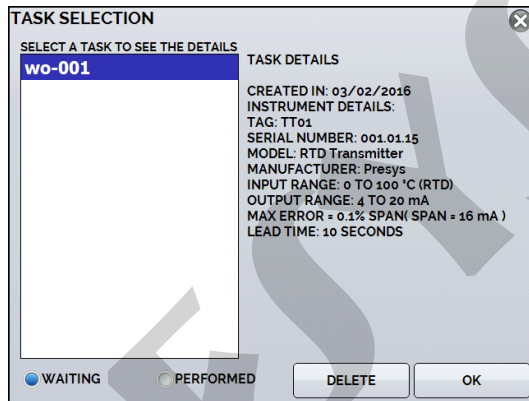 TASK SELECTION
SELECT A TASK TO SEE THE DETAILS
wo-001
TASK DETAILS
CREATED IN: 03/02/2016
INSTRUMENT DETAILS:
TAG: TT01
SERIAL NUMBER: 001.01.15
MODEL: RTD Transmitter
MANUFACTURER: Presys
INPUT RANGE: 0 TO 100 °C (RTD)
OUTPUT RANGE: 4 TO 20 mA
MAX ERROR = 0.1% SPAN( SPAN = 16 mA )
LEAD TIME: 10 SECONDS
WAITING
PERFORMED
DELETE
OK